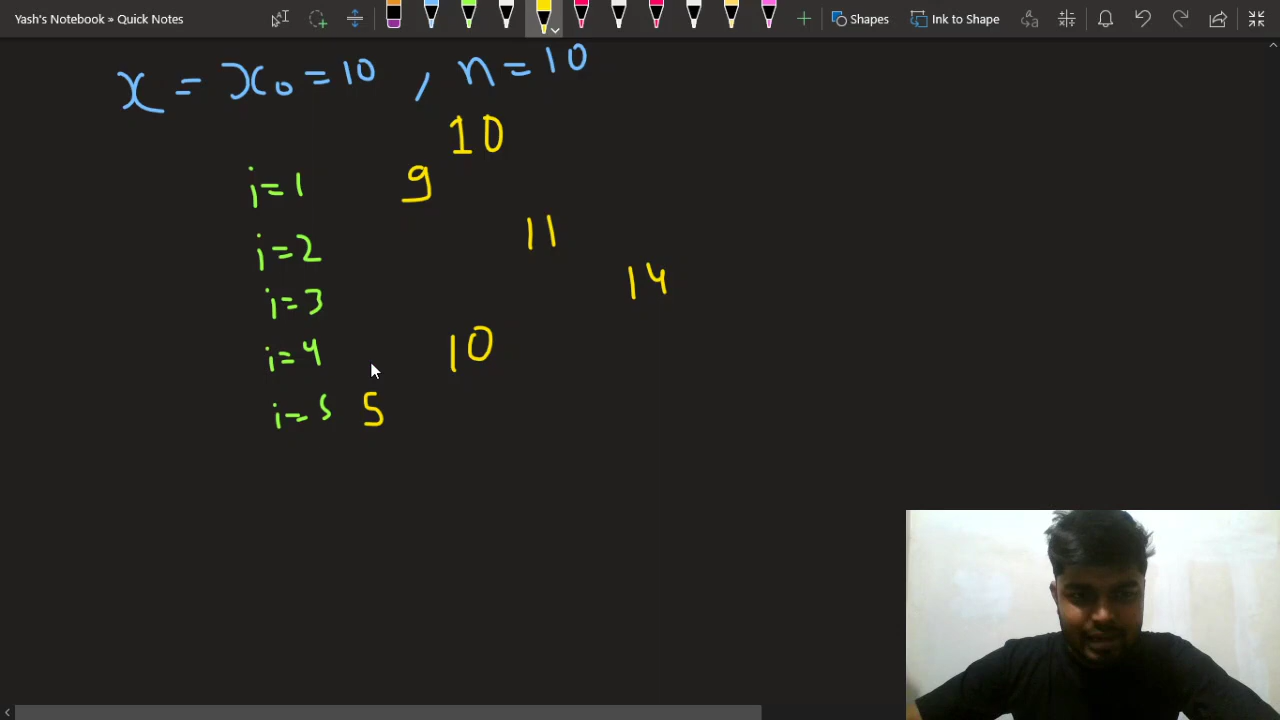 Yash's Notebook » Quick Notes
Shapes
Ink to Shape
x = x₀ = 10 , n = 10
10
i=1 9
11
i=2
14
i=3
i=4 10
i=5 5